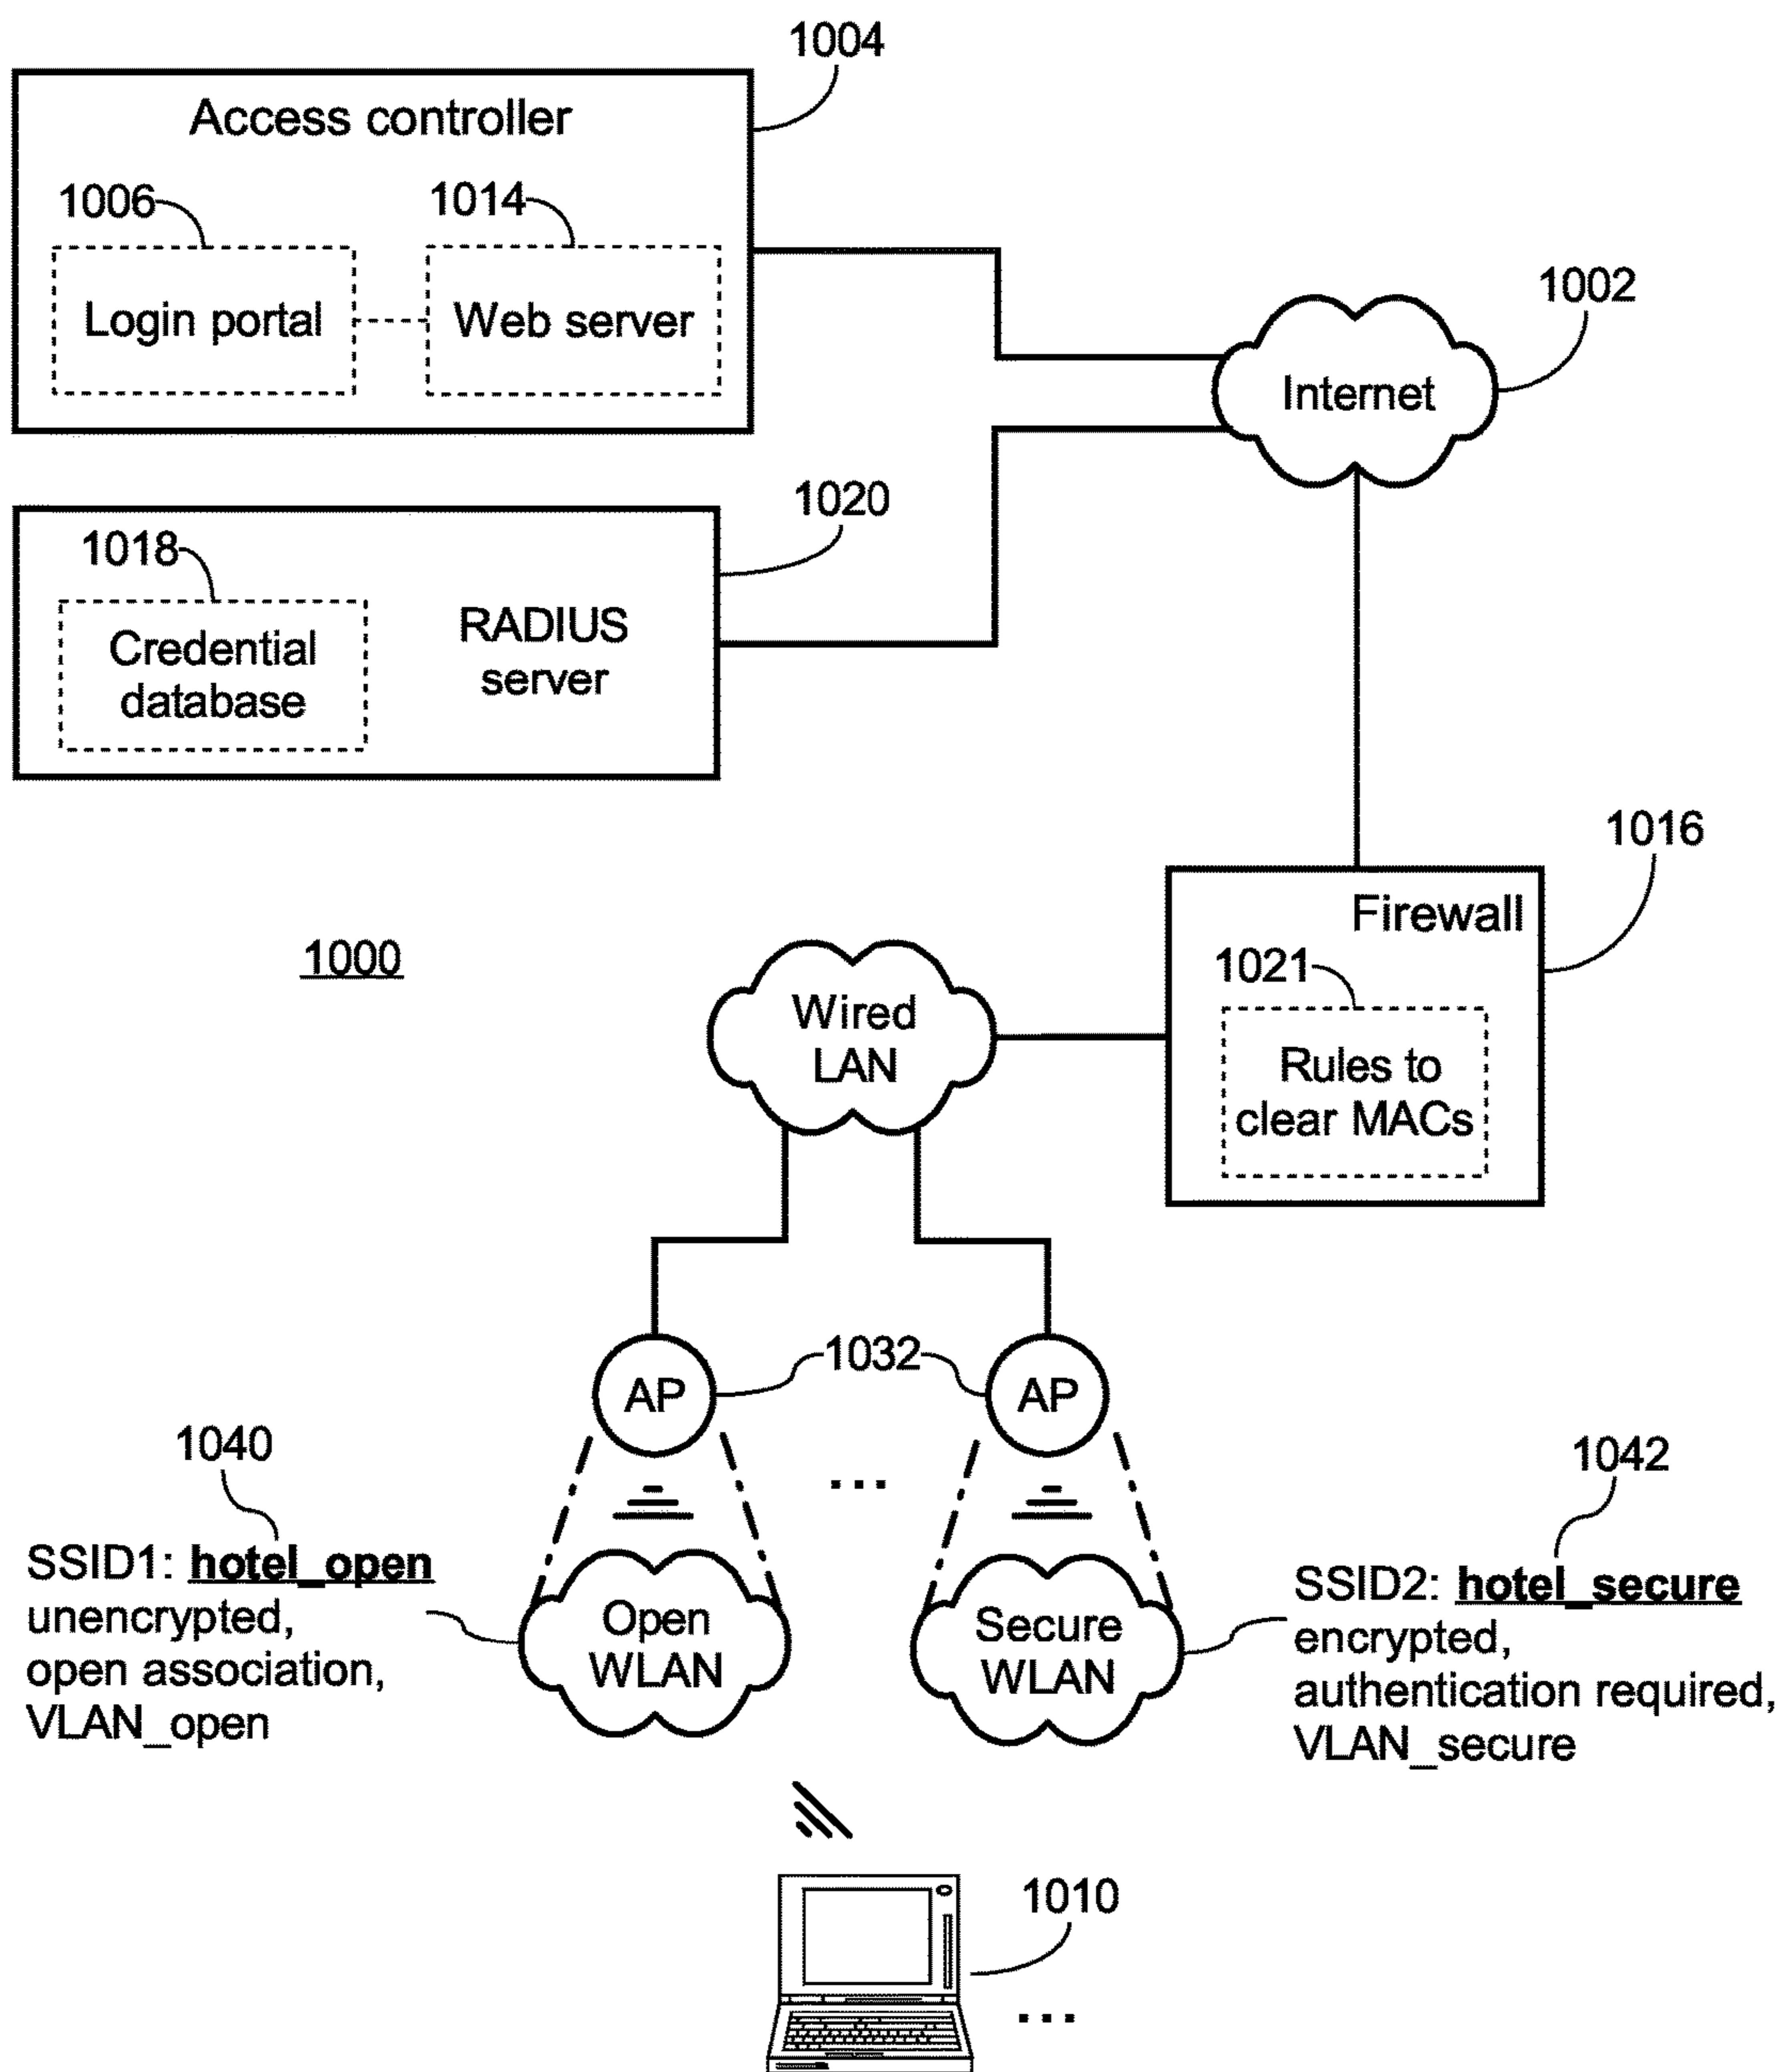 1004
Access controller
1006
1014
Login portal
Web server
1002
Internet
1020
1018
Credential
database
RADIUS
server
1016
Firewall
1021
Rules to
clear MACs
1000
Wired
LAN
1032
AP
AP
1040
...
1042
SSID1: hotel_open
unencrypted,
open association,
VLAN_open
Open
WLAN
Secure
WLAN
SSID2: hotel_secure
encrypted,
authentication required,
VLAN_secure
1010
...